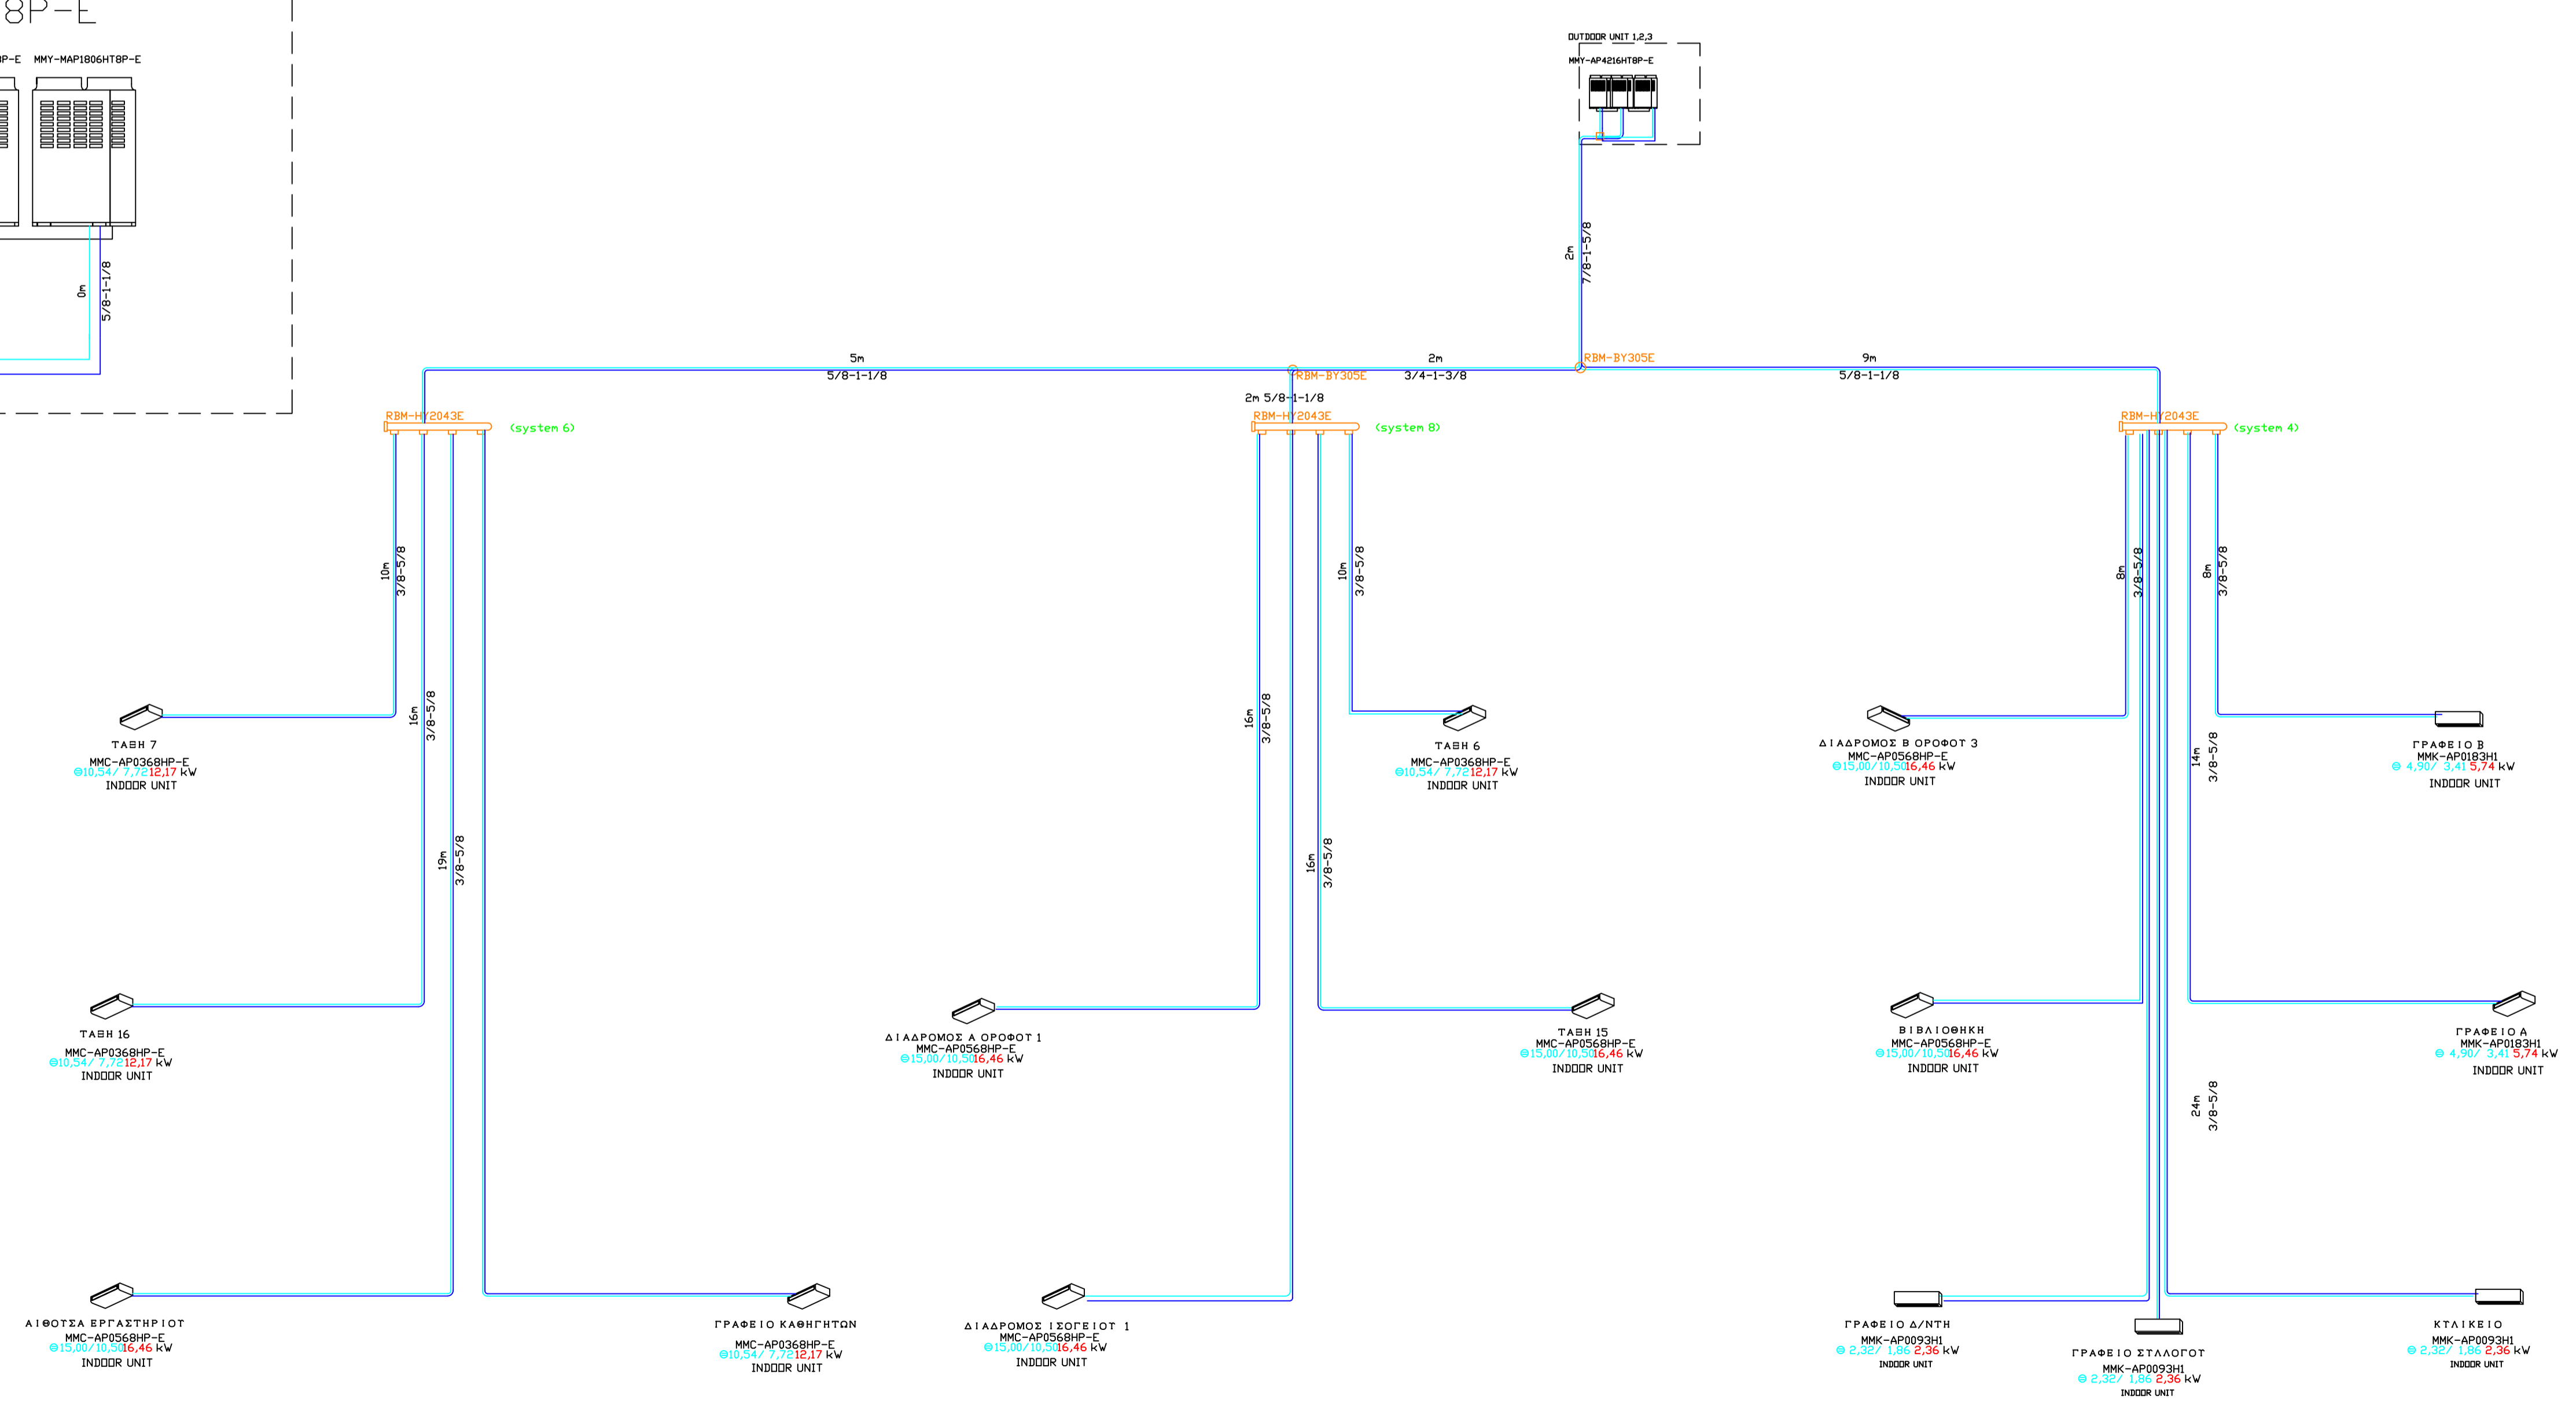 8P-E
8P-E
MMY-MAP1806HT8P-E
0m
5/8-1-1/8
OUTDOOR UNIT 1,2,3
MMY-AP4216HT8P-E
2m
7/8-1-5/8
RBM-BY305E
5m
5/8-1-1/8
RBM-BY305E
2m
3/4-1-3/8
9m
5/8-1-1/8
2m 5/8-1-1/8
RBM-HY2043E
(system 6)
RBM-HY2043E
(system 8)
RBM-HY2043E
(system 4)
10m
3/8-5/8
10m
3/8-5/8
8m
3/8-5/8
8m
3/8-5/8
16m
3/8-5/8
16m
3/8-5/8
14m
3/8-5/8
19m
3/8-5/8
16m
3/8-5/8
24m
3/8-5/8
ΤΑΞΗ 7
MMC-AP0368HP-E
10,54/ 7,72 12,17 kW
INDOOR UNIT
ΤΑΞΗ 6
MMC-AP0368HP-E
10,54/ 7,72 12,17 kW
INDOOR UNIT
ΔΙΑΔΡΟΜΟΣ Β ΟΡΟΦΟΤ 3
MMC-AP0568HP-E
15,00/10,50 16,46 kW
INDOOR UNIT
ΓΡΑΦΕΙΟ Β
MMK-AP0183H1
4,90/ 3,41 5,74 kW
INDOOR UNIT
ΤΑΞΗ 16
MMC-AP0368HP-E
10,54/ 7,72 12,17 kW
INDOOR UNIT
ΔΙΑΔΡΟΜΟΣ Α ΟΡΟΦΟΤ 1
MMC-AP0568HP-E
15,00/10,50 16,46 kW
INDOOR UNIT
ΤΑΞΗ 15
MMC-AP0568HP-E
15,00/10,50 16,46 kW
INDOOR UNIT
ΒΙΒΛΙΟΘΗΚΗ
MMC-AP0568HP-E
15,00/10,50 16,46 kW
INDOOR UNIT
ΓΡΑΦΕΙΟ Α
MMK-AP0183H1
4,90/ 3,41 5,74 kW
INDOOR UNIT
ΑΙΘΟΤΣΑ ΕΡΓΑΣΤΗΡΙΟΤ
MMC-AP0568HP-E
15,00/10,50 16,46 kW
INDOOR UNIT
ΓΡΑΦΕΙΟ ΚΑΘΗΓΗΤΩΝ
MMC-AP0368HP-E
10,54/ 7,72 12,17 kW
INDOOR UNIT
ΔΙΑΔΡΟΜΟΣ ΙΣΟΓΕΙΟΤ 1
MMC-AP0568HP-E
15,00/10,50 16,46 kW
INDOOR UNIT
ΓΡΑΦΕΙΟ Δ/ΝΤΗ
MMK-AP0093H1
2,32/ 1,86 2,36 kW
INDOOR UNIT
ΓΡΑΦΕΙΟ ΣΤΛΛΟΓΟΤ
MMK-AP0093H1
2,32/ 1,86 2,36 kW
INDOOR UNIT
ΚΤΛΙΚΕΙΟ
MMK-AP0093H1
2,32/ 1,86 2,36 kW
INDOOR UNIT